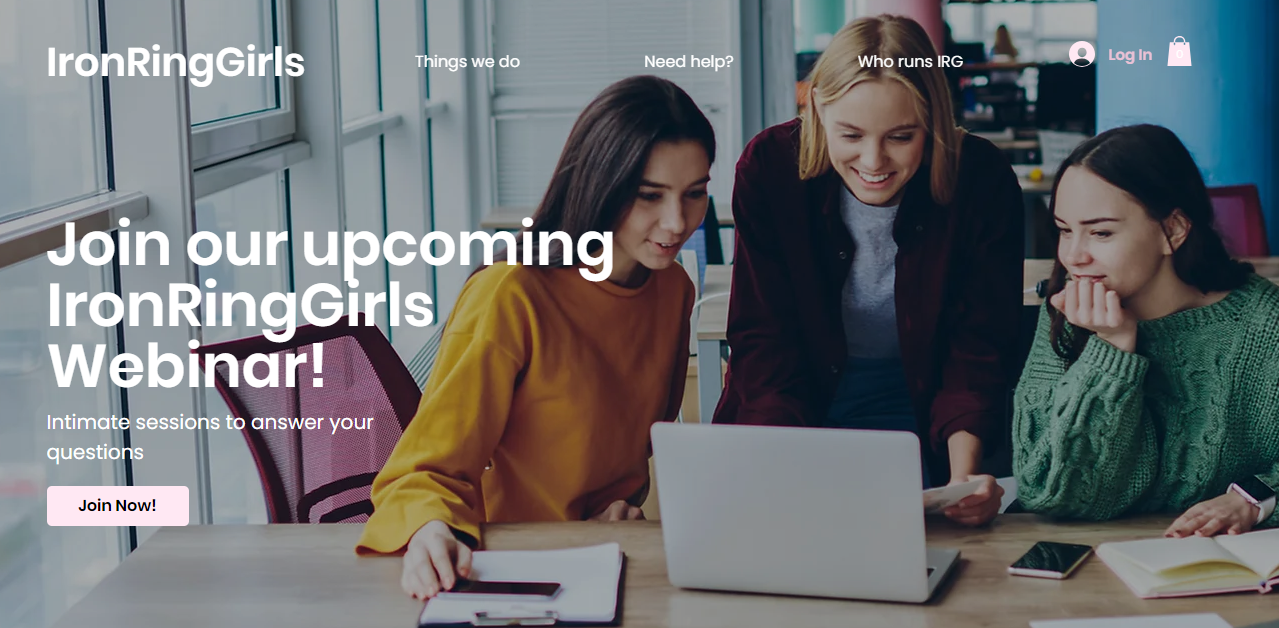 IronRingGirls
Things we do
Need help?
Who runs IRG
Log In
0
Join our upcoming
IronRingGirls
Webinar!
Intimate sessions to answer your
questions
Join Now!